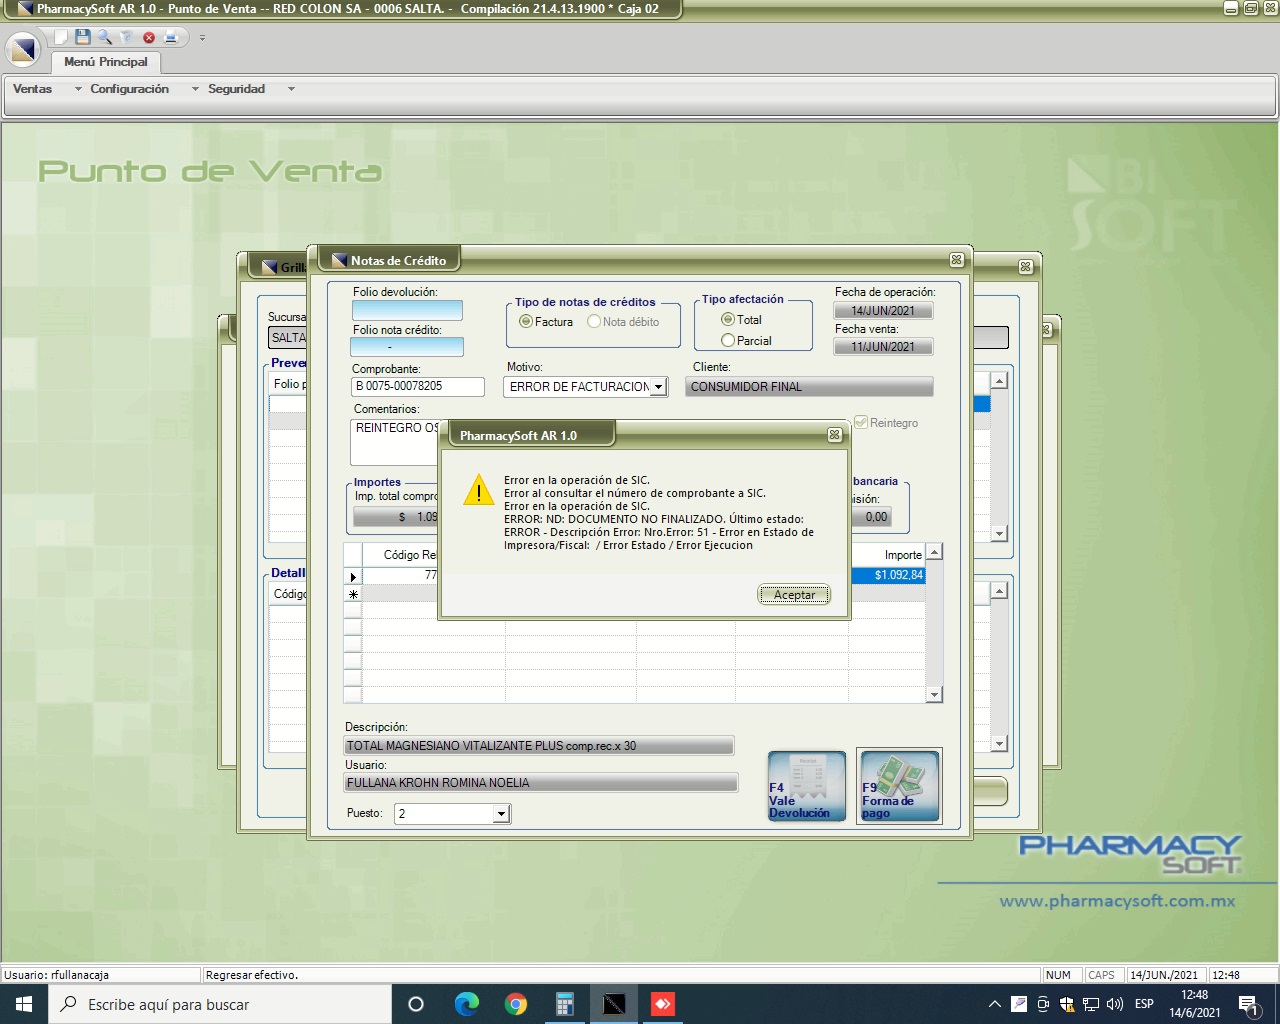 PharmacySoft AR 1.0 - Punto de Venta -- RED COLON SA - 0006 SALTA. - Compilación 21.4.13.1900 * Caja 02
Menú Principal
Ventas Configuración Seguridad
Punto de Venta
BI
SOFT
Grill
Notas de Crédito
Folio devolución:
Folio nota crédito:
-
Tipo de notas de créditos
Factura Nota débito
Tipo afectación
Total
Parcial
Fecha de operación:
14/JUN/2021
Fecha venta:
11/JUN/2021
Sucursa
SALTA
Comprobante:
B 0075-00078205
Motivo:
ERROR DE FACTURACION
Cliente:
CONSUMIDOR FINAL
Preven
Folio p
Comentarios:
REINTEGRO OS
Reintegro
PharmacySoft AR 1.0
Error en la operación de SIC.
Error al consultar el número de comprobante a SIC.
Error en la operación de SIC.
ERROR: ND: DOCUMENTO NO FINALIZADO. Último estado:
ERROR - Descripción Error: Nro.Error: 51 - Error en Estado de
Impresora/Fiscal: / Error Estado / Error Ejecucion
Aceptar
Importes
Imp. total compro
$ 1.09
bancaria
isión:
0,00
Código Rel
Importe
77
$1.092,84
Detall
Código
Descripción:
TOTAL MAGNESIANO VITALIZANTE PLUS comp.rec.x 30
Usuario:
FULLANA KROHN ROMINA NOELIA
Puesto: 2
F4
Vale
Devolución
F9
Forma de
pago
PHARMACY
SOFT
www.pharmacysoft.com.mx
Usuario: rfullanacaja Regresar efectivo. NUM CAPS 14/JUN./2021 12:48
Escribe aquí para buscar
ESP
12:48
14/6/2021
1